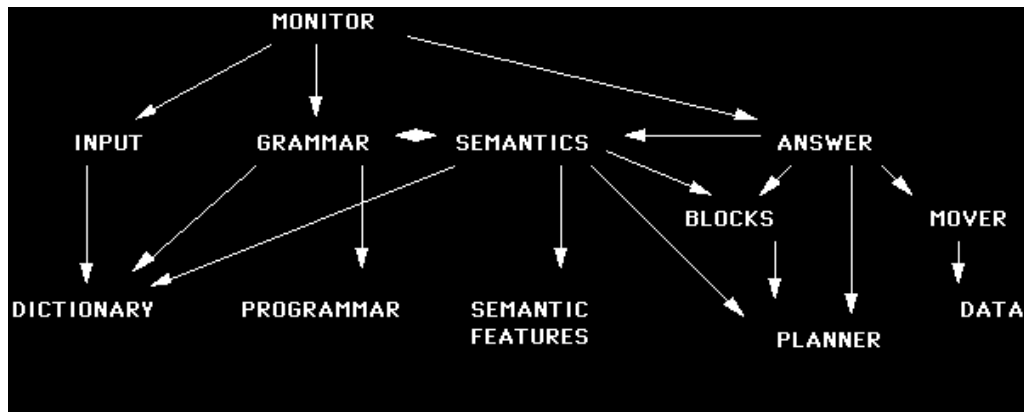 MONITOR
INPUT GRAMMAR SEMANTICS ANSWER
BLOCKS MOVER
DICTIONARY PROGRAMMAR SEMANTIC FEATURES DATA
PLANNER